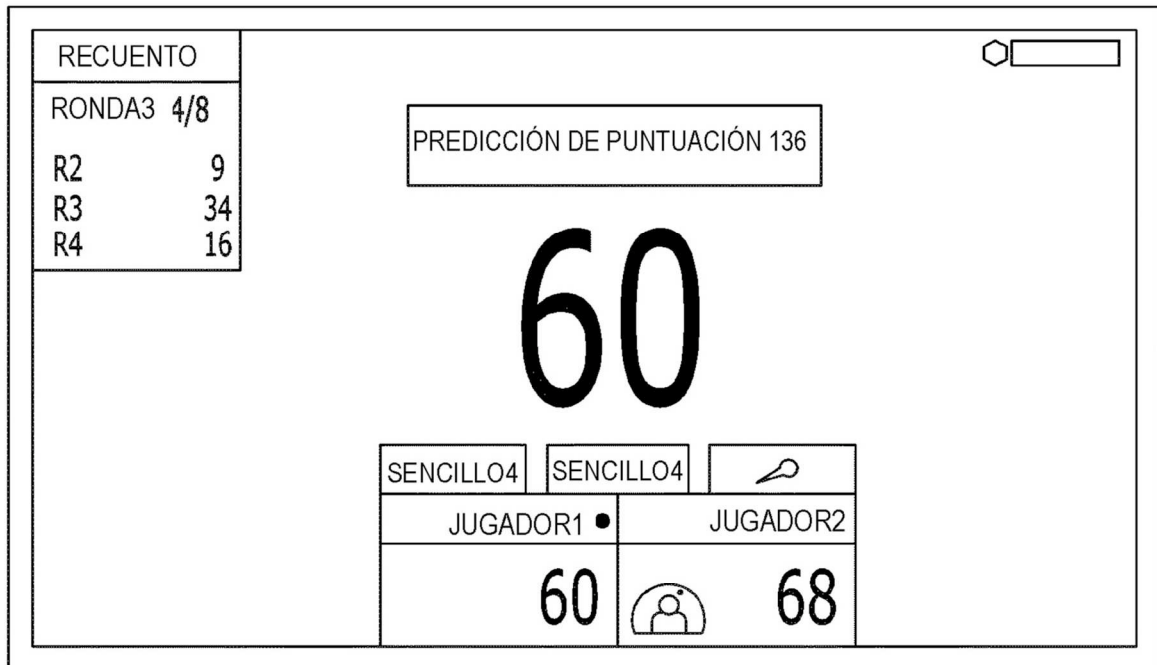 RECUENTO
RONDA3 4/8
R2 9
R3 34
R4 16
PREDICCIÓN DE PUNTUACIÓN 136
60
SENCILLO4 SENCILLO4
JUGADOR1 JUGADOR2
60 68